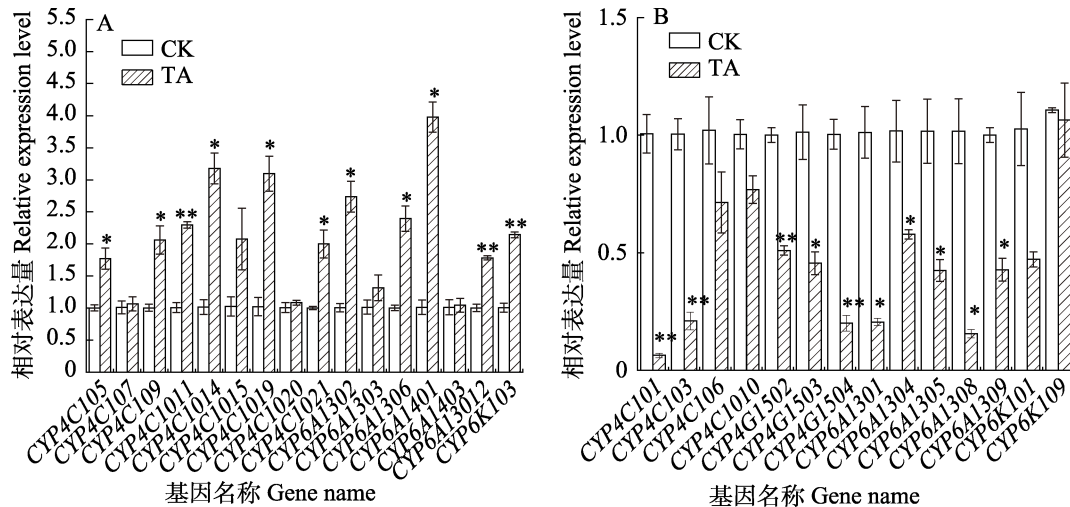 A
CK
TA
相对表达量 Relative expression level
5.5
5.0
4.5
4.0
3.5
3.0
2.5
2.0
1.5
1.0
0.5
0
* * ** * * * * * * ** **
CYP4C105 CYP4C107 CYP4C109 CYP4C1011 CYP4C1014 CYP4C1015 CYP4C1019 CYP4C1020 CYP4C1021 CYP6A1302 CYP6A1303 CYP6A1306 CYP6A1401 CYP6A1403 CYP6A13012 CYP6K103
基因名称 Gene name
B
CK
TA
相对表达量 Relative expression level
1.5
1.0
0.5
0
** ** ** * ** * * * * *
CYP4C101 CYP4C103 CYP4C106 CYP4C1010 CYP4G1502 CYP4G1503 CYP4G1504 CYP6A1301 CYP6A1304 CYP6A1305 CYP6A1308 CYP6A1309 CYP6K101 CYP6K109
基因名称 Gene name